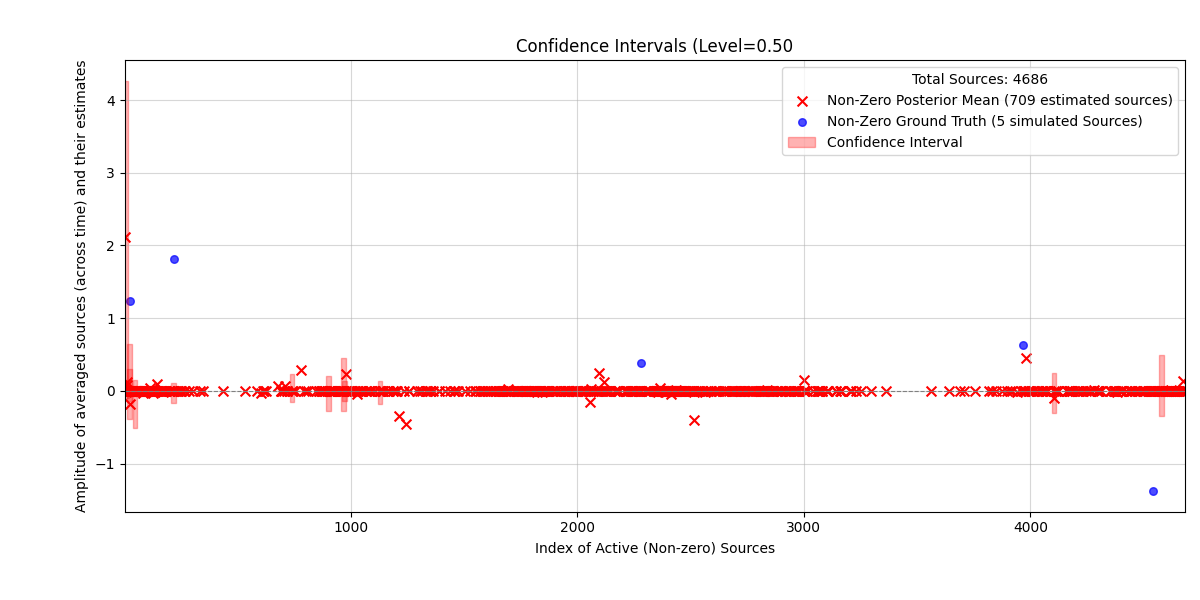 Confidence Intervals (Level=0.50
Total Sources: 4686
Non-Zero Posterior Mean (709 estimated sources)
Non-Zero Ground Truth (5 simulated Sources)
Confidence Interval
Amplitude of averaged sources (across time) and their estimates
4
3
2
1
0
−1
1000
2000
3000
4000
Index of Active (Non-zero) Sources